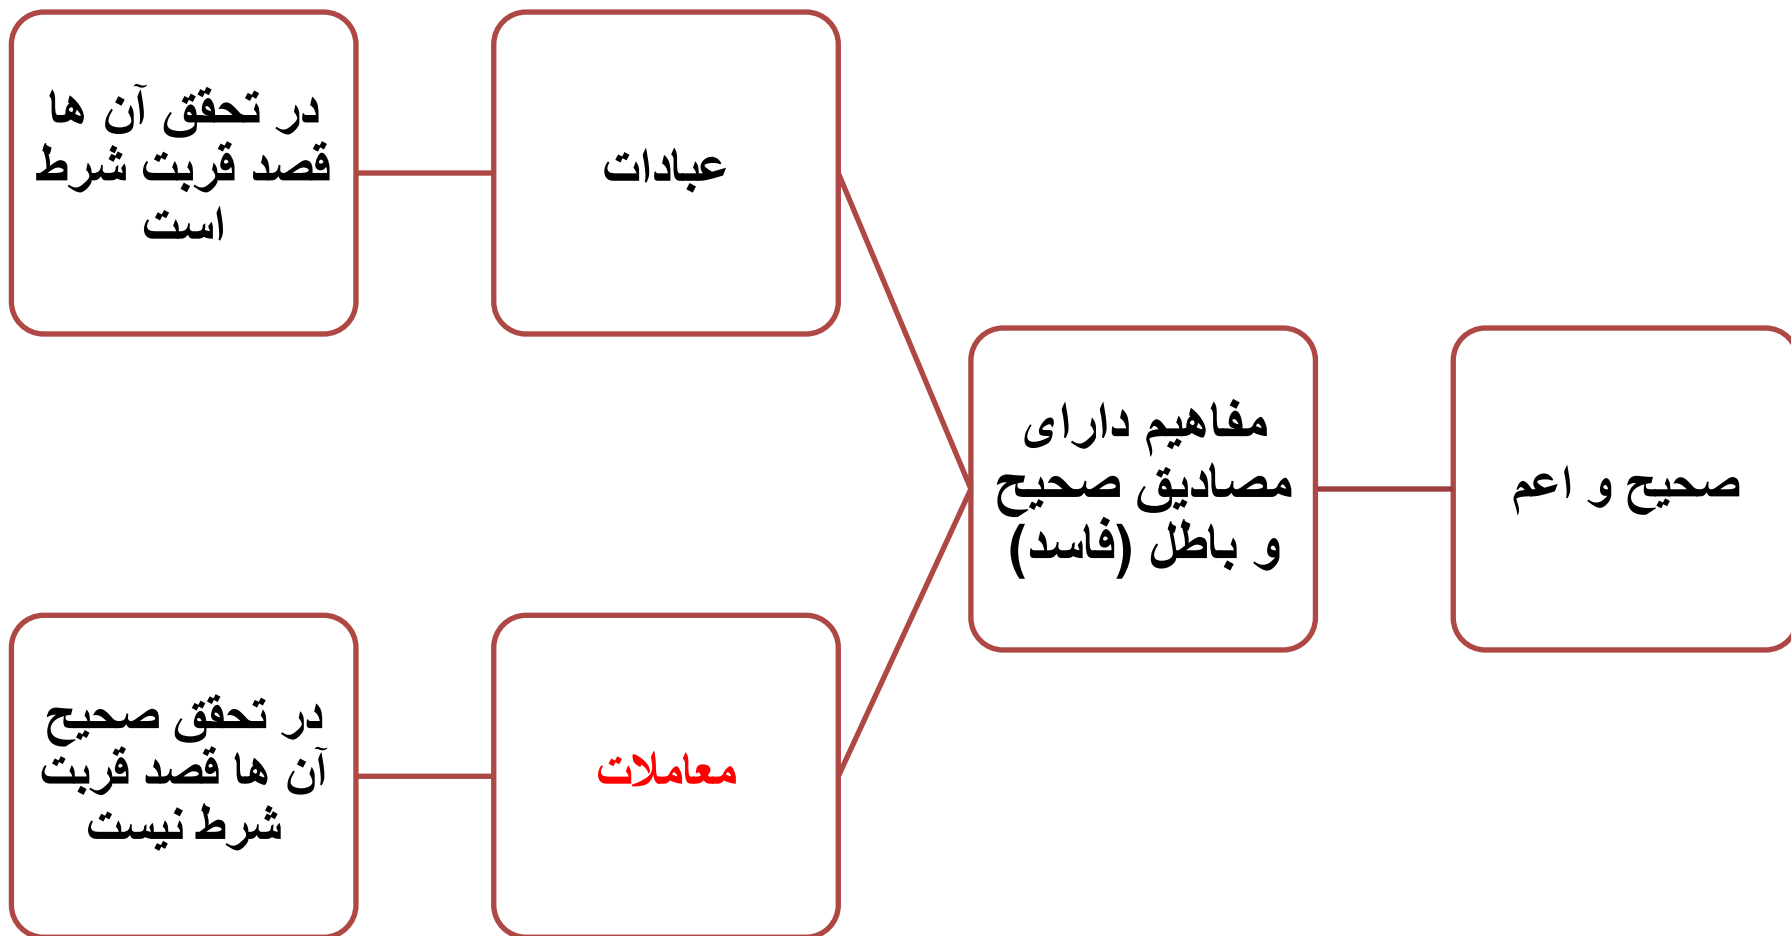 صحیح و اعم
مفاهیم دارای
مصادیق صحیح
و باطل (فاسد)
عبادات
در تحقق آن ها
قصد قربت شرط
است
معاملات
در تحقق صحیح
آن ها قصد قربت
شرط نیست